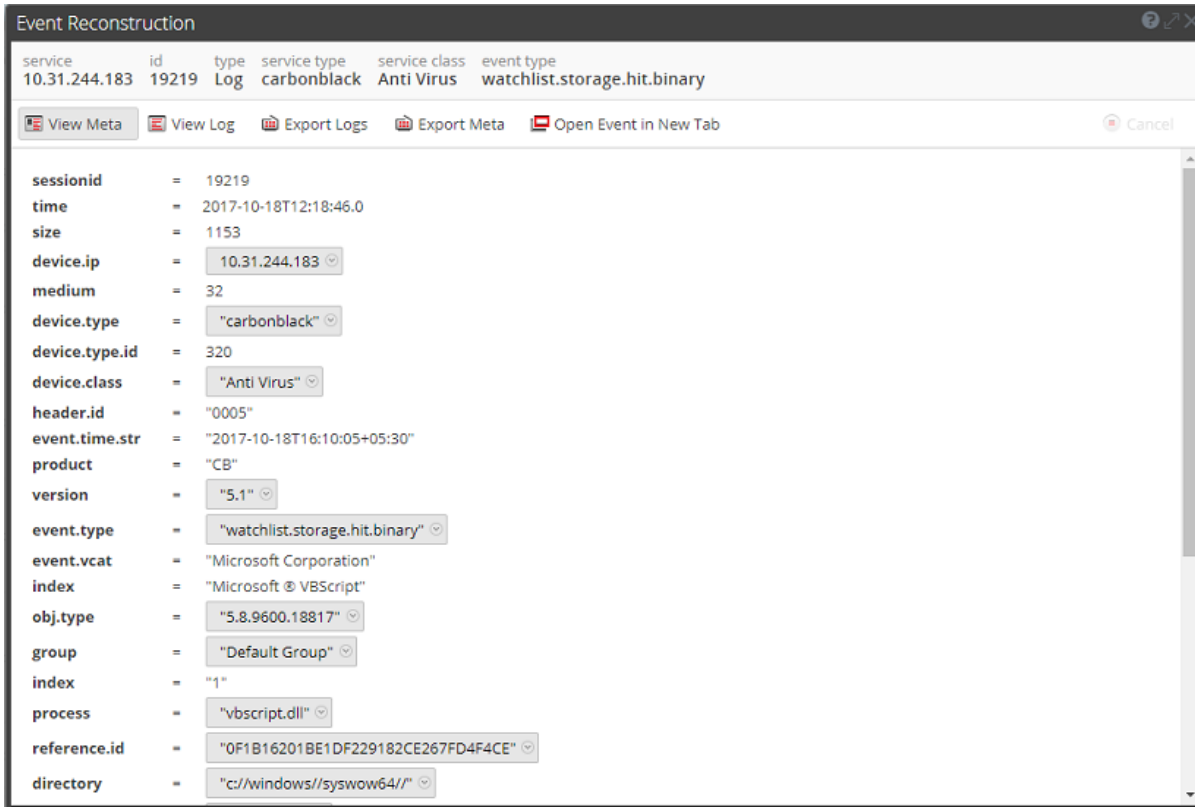 Event Reconstruction
service id type service type service class event type
10.31.244.183 19219 Log carbonblack Anti Virus watchlist.storage.hit.binary
View Meta View Log Export Logs Export Meta Open Event in New Tab Cancel
sessionid = 19219
time = 2017-10-18T12:18:46.0
size = 1153
device.ip = 10.31.244.183
medium = 32
device.type = "carbonblack"
device.type.id = 320
device.class = "Anti Virus"
header.id = "0005"
event.time.str = "2017-10-18T16:10:05+05:30"
product = "CB"
version = "5.1"
event.type = "watchlist.storage.hit.binary"
event.vcat = "Microsoft Corporation"
index = "Microsoft ® VBScript"
obj.type = "5.8.9600.18817"
group = "Default Group"
index = "1"
process = "vbscript.dll"
reference.id = "0F1B16201BE1DF229182CE267FD4F4CE"
directory = "c://windows//syswow64//"